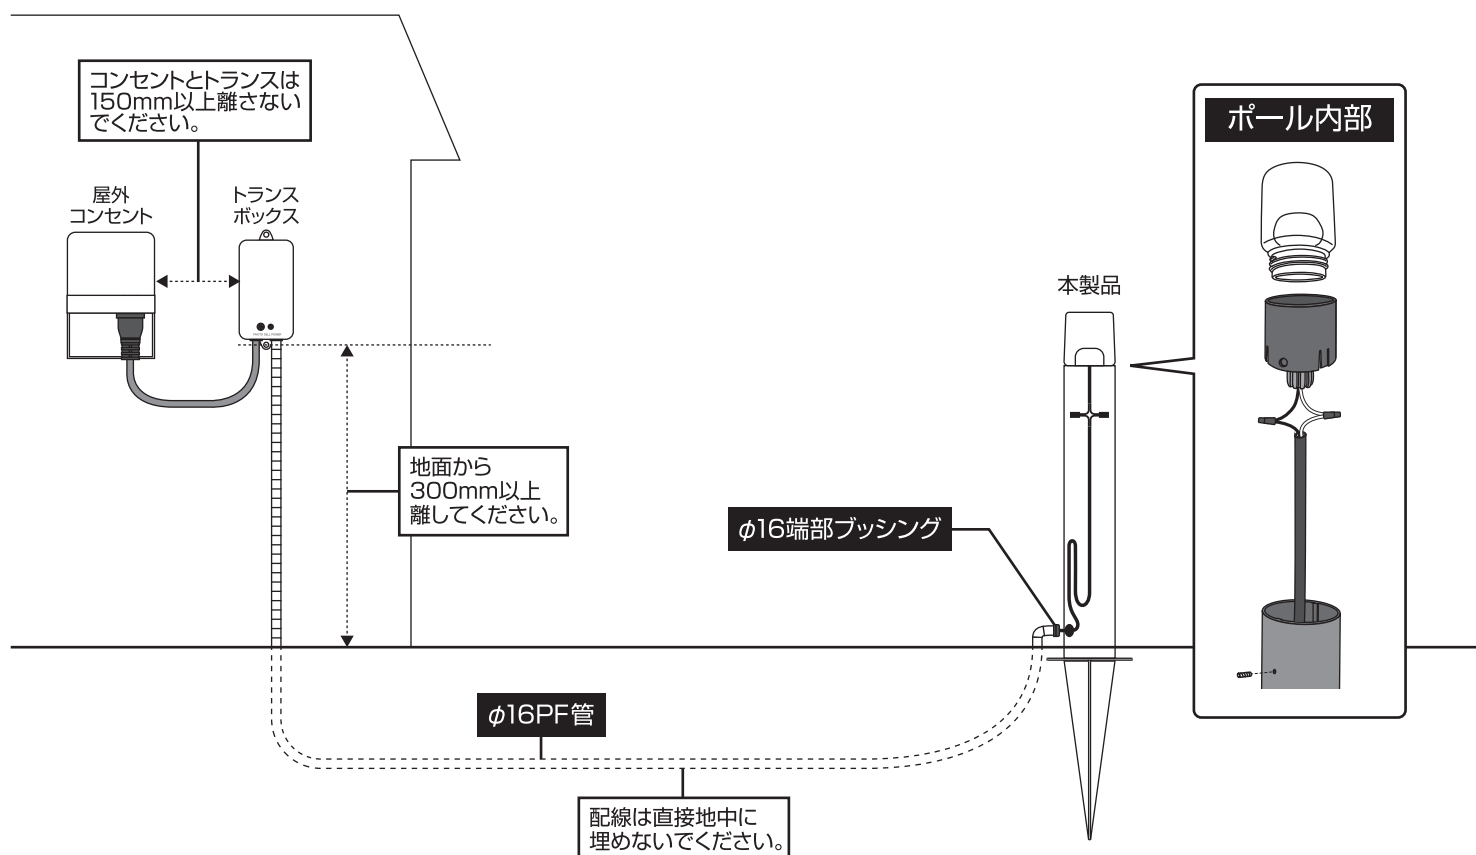 コンセントとトランスは
150mm以上離さない
でください。
屋外
コンセント
トランス
ボックス
地面から
300mm以上
離してください。
φ16PF管
配線は直接地中に
埋めないでください。
φ16端部ブッシング
本製品
ポール内部